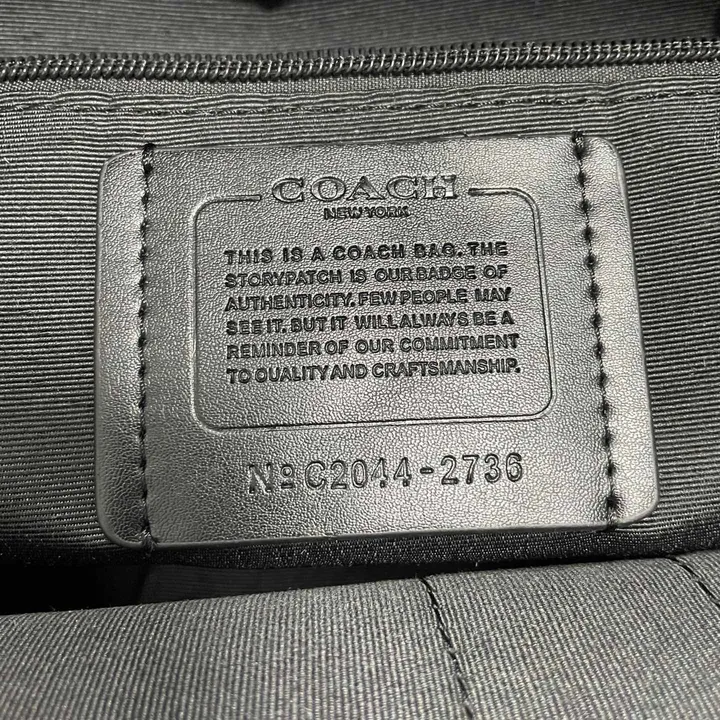 COACH
NEW YORK
THIS IS A COACH BAG. THE
STORYPATCH IS OUR BADGE OF
AUTHENTICITY. FEW PEOPLE MAY
SEE IT. BUT IT WILL ALWAYS BE A
REMINDER OF OUR COMMITMENT
TO QUALITY AND CRAFTSMANSHIP.
Nº C2044-2736